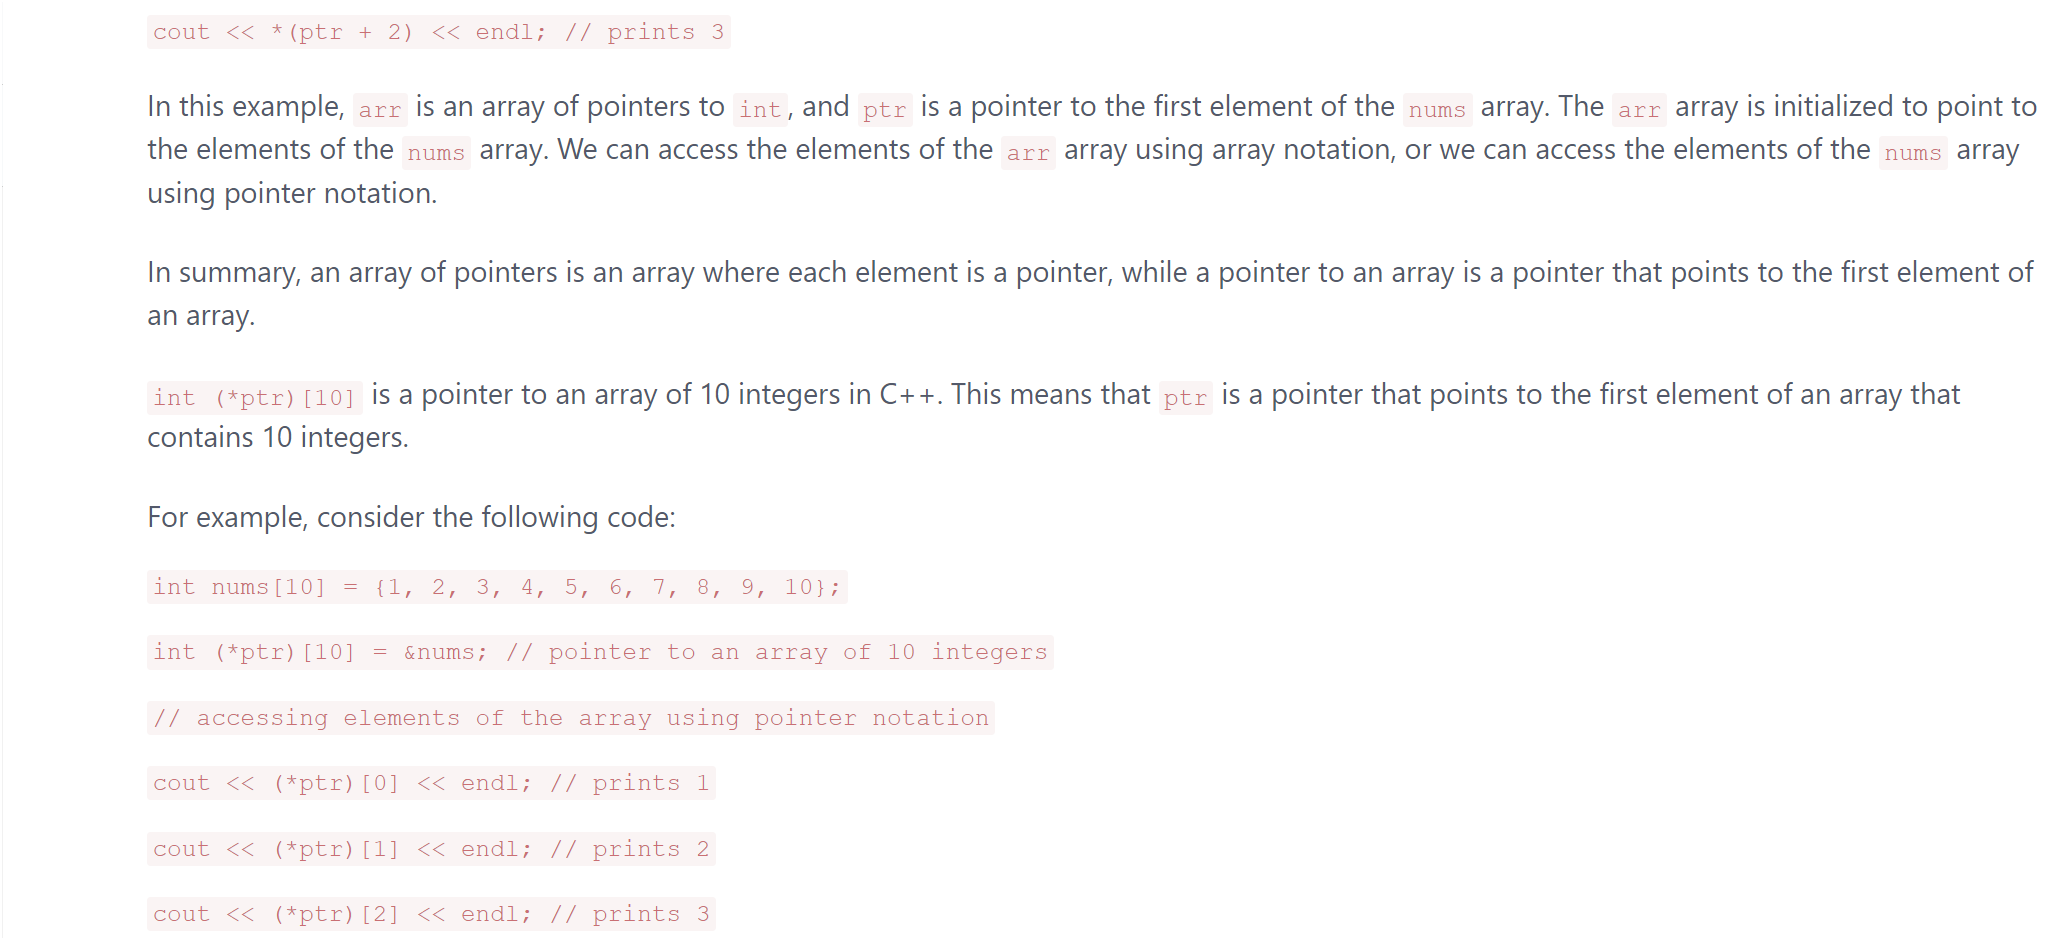 cout << *(ptr + 2) << endl; // prints 3
In this example, arr is an array of pointers to int, and ptr is a pointer to the first element of the nums array. The arr array is initialized to point to
the elements of the nums array. We can access the elements of the arr array using array notation, or we can access the elements of the nums array
using pointer notation.
In summary, an array of pointers is an array where each element is a pointer, while a pointer to an array is a pointer that points to the first element of
an array.
int (*ptr)[10] is a pointer to an array of 10 integers in C++. This means that ptr is a pointer that points to the first element of an array that
contains 10 integers.
For example, consider the following code:
int nums[10] = {1, 2, 3, 4, 5, 6, 7, 8, 9, 10};
int (*ptr)[10] = &nums; // pointer to an array of 10 integers
// accessing elements of the array using pointer notation
cout << (*ptr)[0] << endl; // prints 1
cout << (*ptr)[1] << endl; // prints 2
cout << (*ptr)[2] << endl; // prints 3